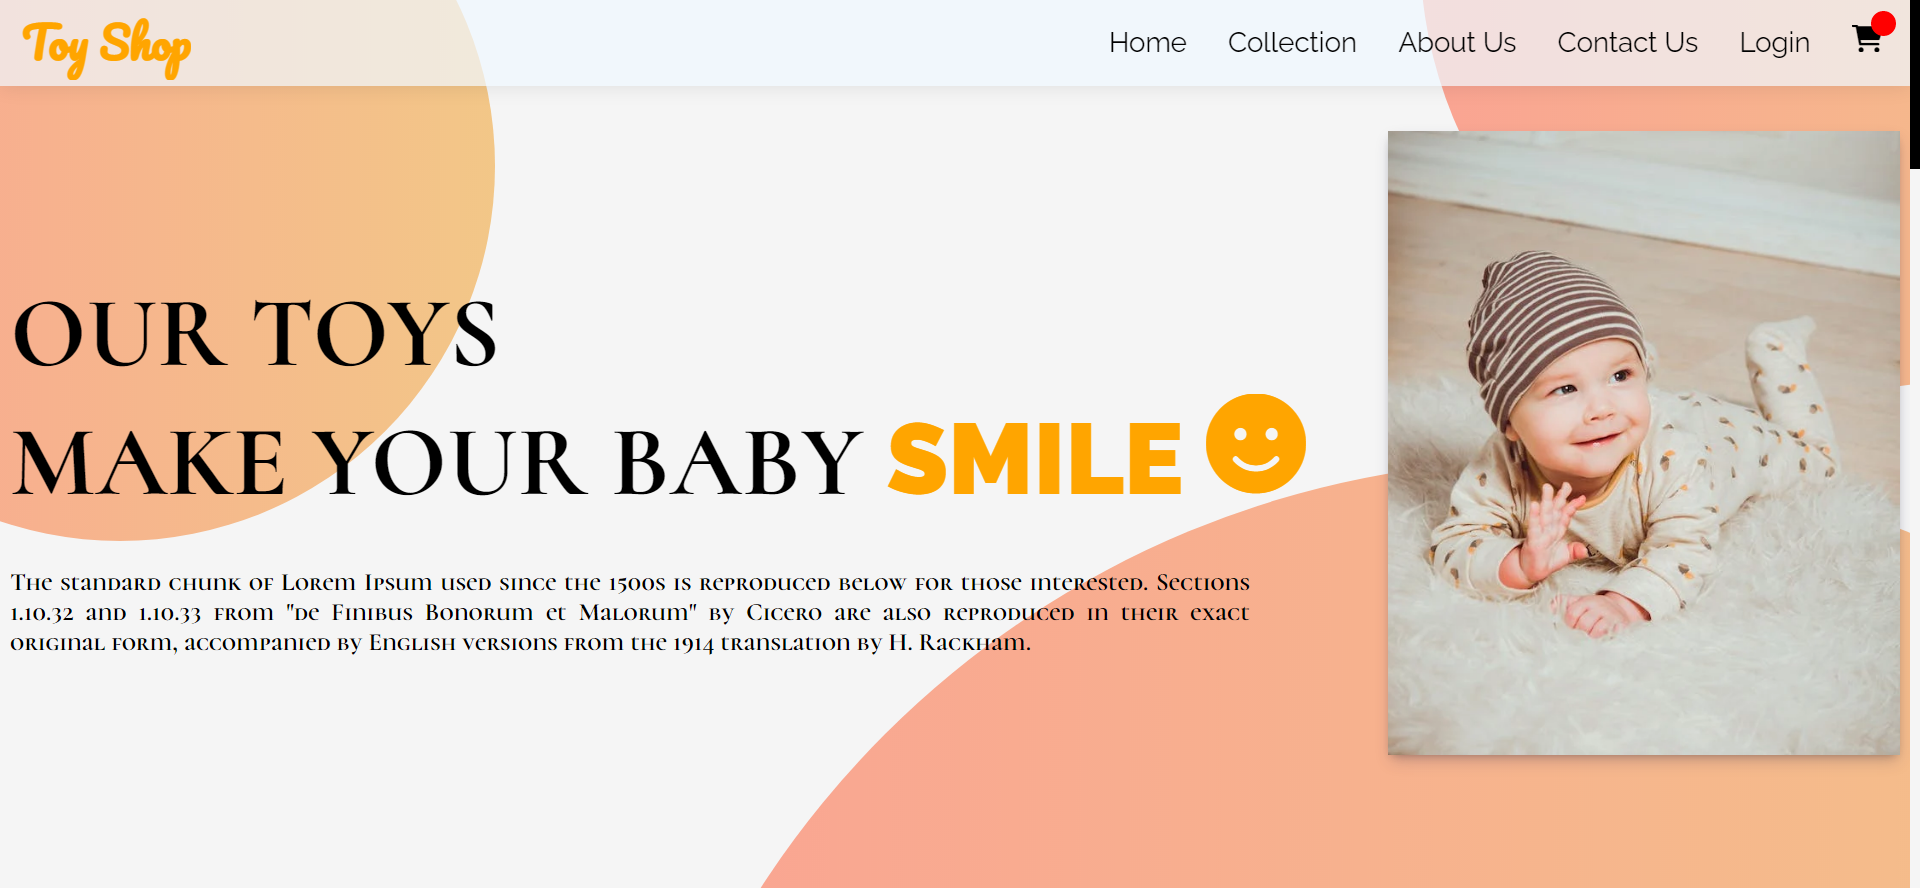 Toy Shop
Home Collection About Us Contact Us Login
OUR TOYS
MAKE YOUR BABY SMILE
The standard chunk of Lorem Ipsum used since the 1500s is reproduced below for those interested. Sections
1.10.32 and 1.10.33 from "de Finibus Bonorum et Malorum" by Cicero are also reproduced in their exact
original form, accompanied by English versions from the 1914 translation by H. Rackham.